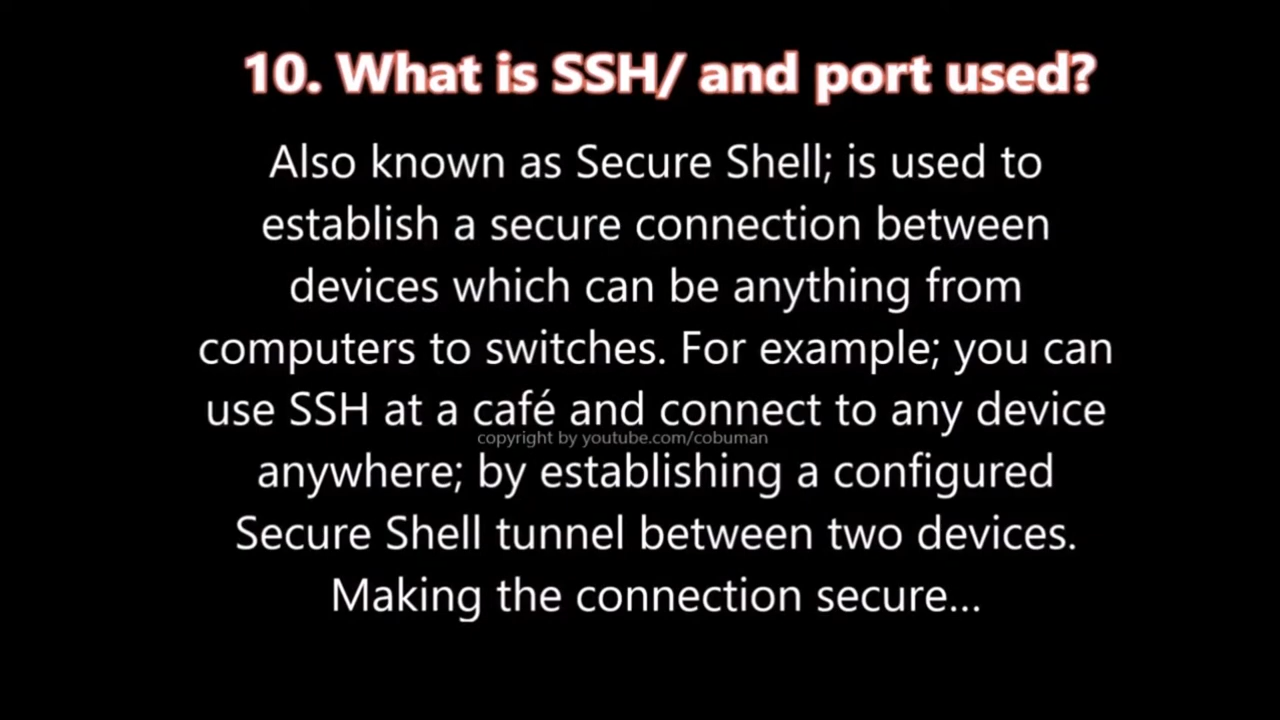 10. What is SSH/ and port used?
Also known as Secure Shell; is used to
establish a secure connection between
devices which can be anything from
computers to switches. For example; you can
use SSH at a café and connect to any device
copyright by youtube.com/cobuman
anywhere; by establishing a configured
Secure Shell tunnel between two devices.
Making the connection secure...